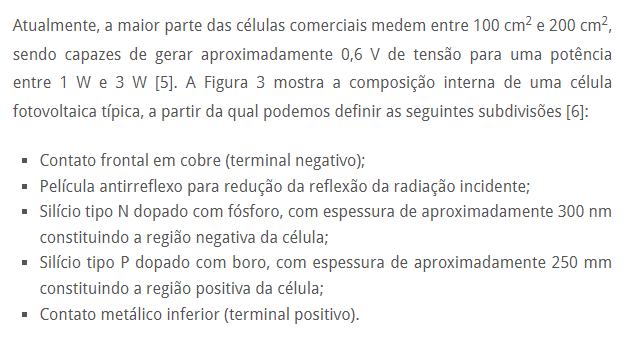 Atualmente, a maior parte das células comerciais medem entre 100 cm² e 200 cm²,
sendo capazes de gerar aproximadamente 0,6 V de tensão para uma potência
entre 1 W e 3 W [5]. A Figura 3 mostra a composição interna de uma célula
fotovoltaica típica, a partir da qual podemos definir as seguintes subdivisões [6]:
▪ Contato frontal em cobre (terminal negativo);
▪ Película antirreflexo para redução da reflexão da radiação incidente;
▪ Silício tipo N dopado com fósforo, com espessura de aproximadamente 300 nm
constituindo a região negativa da célula;
▪ Silício tipo P dopado com boro, com espessura de aproximadamente 250 mm
constituindo a região positiva da célula;
▪ Contato metálico inferior (terminal positivo).